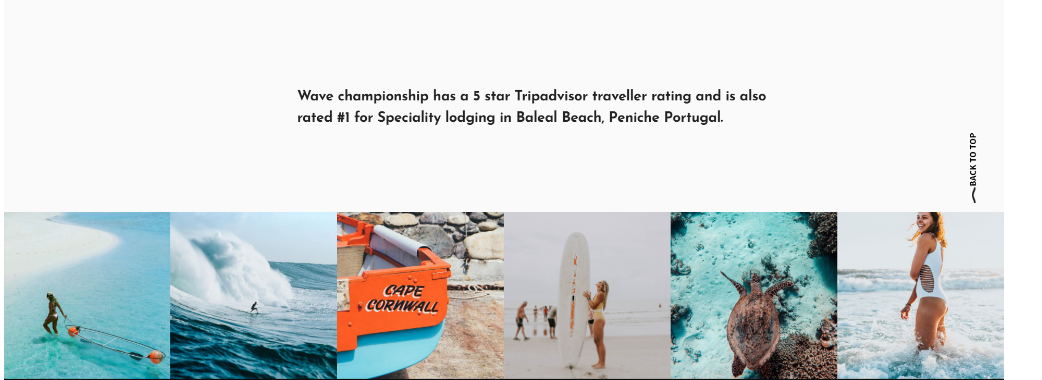 Wave championship has a 5 star Tripadvisor traveller rating and is also
rated #1 for Speciality lodging in Baleal Beach, Peniche Portugal.
BACK TO TOP
CAPE
CORNWALL